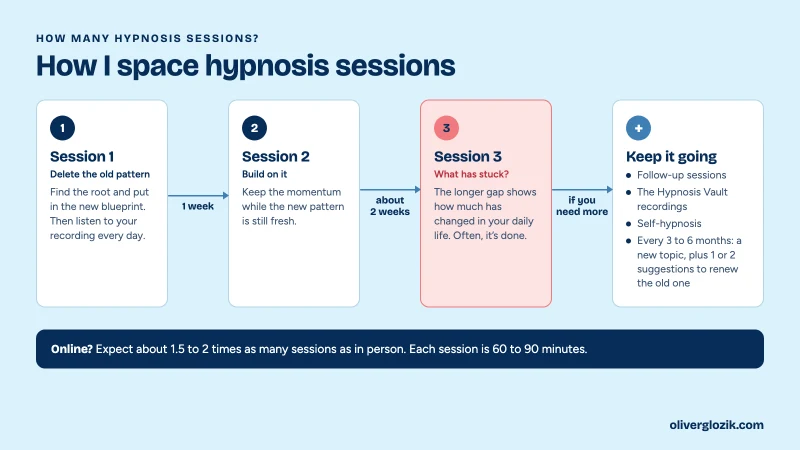 HOW MANY HYPNOSIS SESSIONS?
How I space hypnosis sessions
1
Session 1
Delete the old pattern
Find the root and put
in the new blueprint.
Then listen to your
recording every day.
1 week
2
Session 2
Build on it
Keep the momentum
while the new pattern
is still fresh.
about
2 weeks
3
Session 3
What has stuck?
The longer gap shows
how much has
changed in your daily
life. Often, it’s done.
if you
need more
+
Keep it going
• Follow-up sessions
• The Hypnosis Vault
recordings
• Self-hypnosis
• Every 3 to 6 months: a
new topic, plus 1 or 2
suggestions to renew
the old one
Online? Expect about 1.5 to 2 times as many sessions as in person. Each session is 60 to 90 minutes.
oliverglozik.com